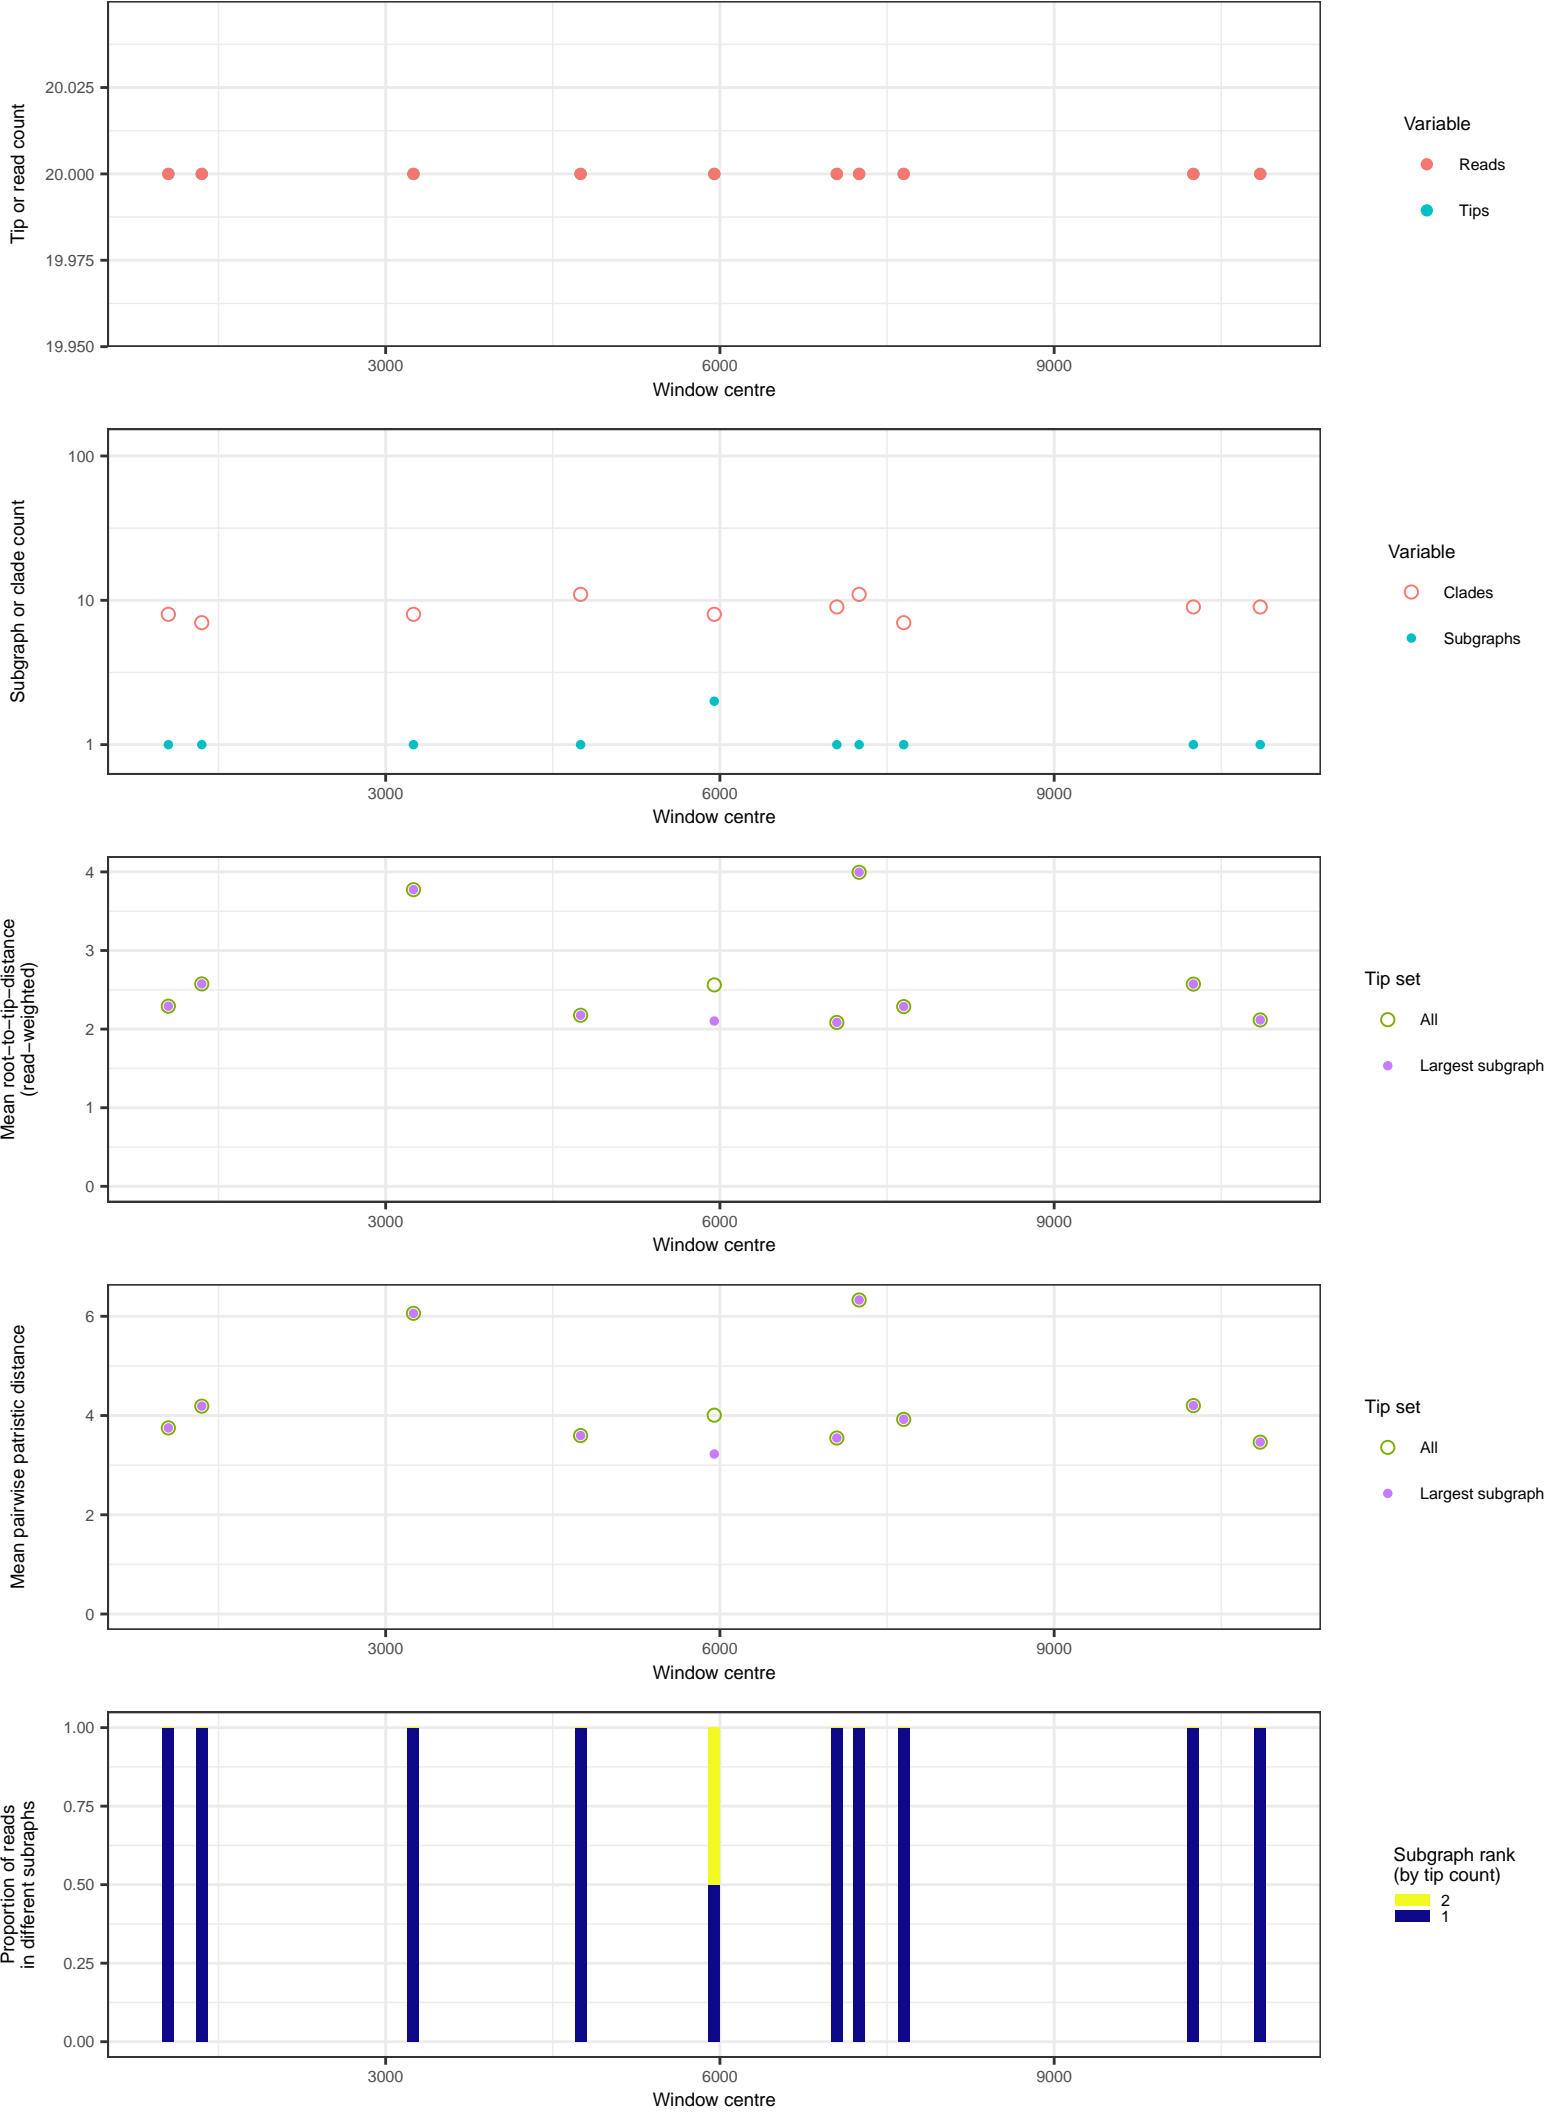 Tip or read count
20.025
20.000
19.975
19.950
3000 6000 9000
Window centre
Variable
Reads
Tips
Subgraph or clade count
100
10
1
3000 6000 9000
Window centre
Variable
Clades
Subgraphs
Mean root−to−tip−distance
(read−weighted)
4
3
2
1
0
3000 6000 9000
Window centre
Tip set
All
Largest subgraph
Mean pairwise patristic distance
6
4
2
0
3000 6000 9000
Window centre
Tip set
All
Largest subgraph
Proportion of reads
in different subraphs
1.00
0.75
0.50
0.25
0.00
3000 6000 9000
Window centre
Subgraph rank
(by tip count)
2
1